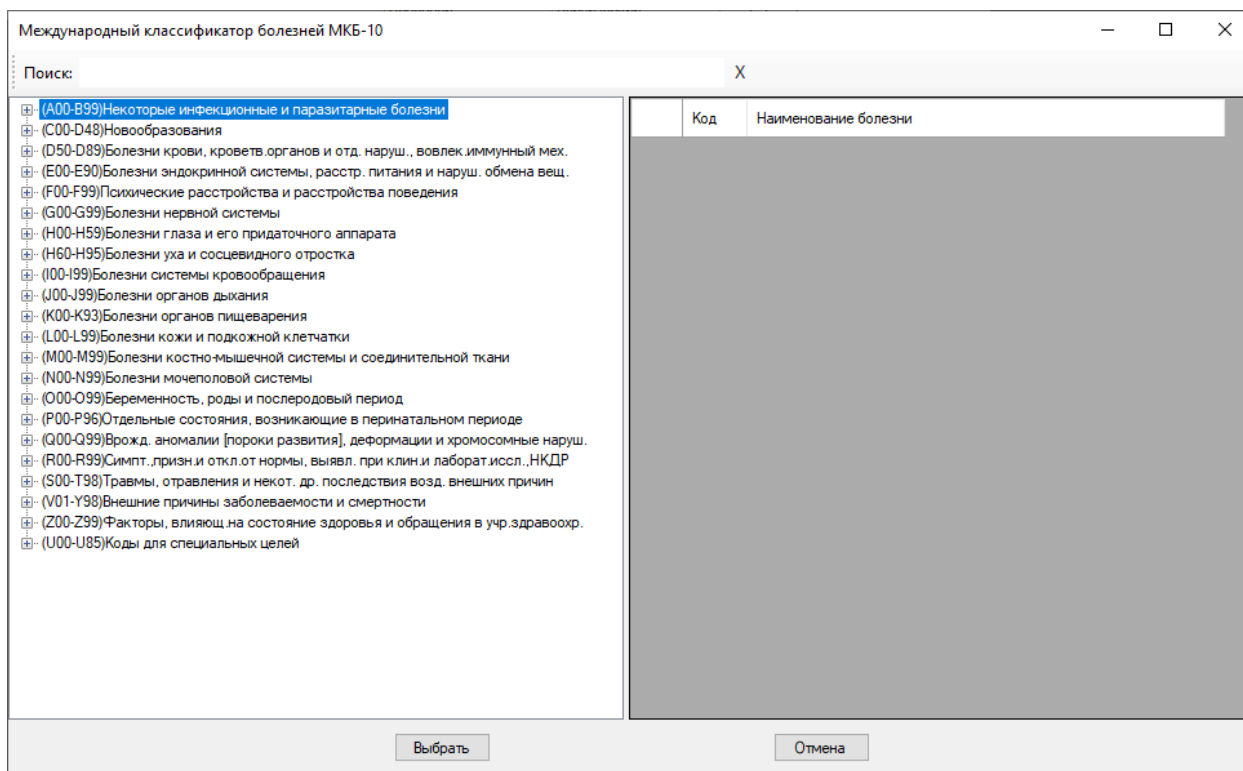 Международный классификатор болезней МКБ-10
Поиск: X
(A00-B99)Некоторые инфекционные и паразитарные болезни
(C00-D48)Новообразования
(D50-D89)Болезни крови, кроветв.органов и отд. наруш., вовлек.иммунный мех.
(E00-E90)Болезни эндокринной системы, расстр. питания и наруш. обмена вещ.
(F00-F99)Психические расстройства и расстройства поведения
(G00-G99)Болезни нервной системы
(H00-H59)Болезни глаза и его придаточного аппарата
(H60-H95)Болезни уха и сосцевидного отростка
(I00-I99)Болезни системы кровообращения
(J00-J99)Болезни органов дыхания
(K00-K93)Болезни органов пищеварения
(L00-L99)Болезни кожи и подкожной клетчатки
(M00-M99)Болезни костно-мышечной системы и соединительной ткани
(N00-N99)Болезни мочеполовой системы
(O00-O99)Беременность, роды и послеродовый период
(P00-P96)Отдельные состояния, возникающие в перинатальном периоде
(Q00-Q99)Врожд. аномалии [пороки развития], деформации и хромосомные наруш.
(R00-R99)Симпт.,призн.и откл.от нормы, выявл. при клин.и лаборат.иссл.,НКДР
(S00-T98)Травмы, отравления и некот. др. последствия возд. внешних причин
(V01-Y98)Внешние причины заболеваемости и смертности
(Z00-Z99)Факторы, влияющ.на состояние здоровья и обращения в учр.здравоохр.
(U00-U85)Коды для специальных целей
Код Наименование болезни
Выбрать Отмена